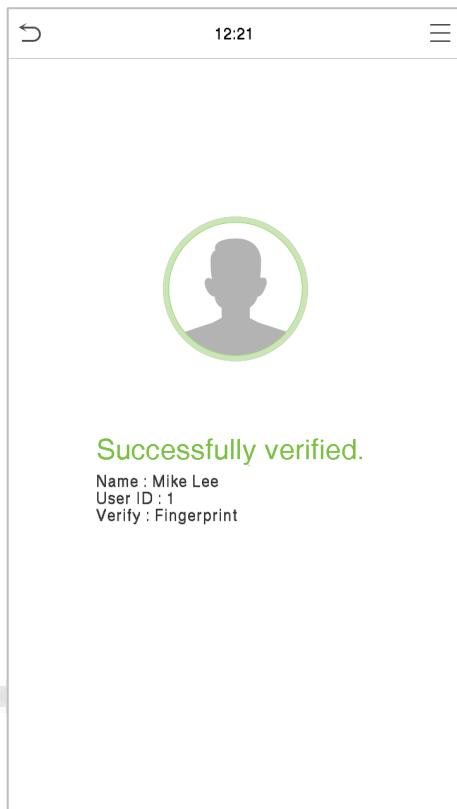 12:21
Successfully verified.
Name : Mike Lee
User ID : 1
Verify : Fingerprint